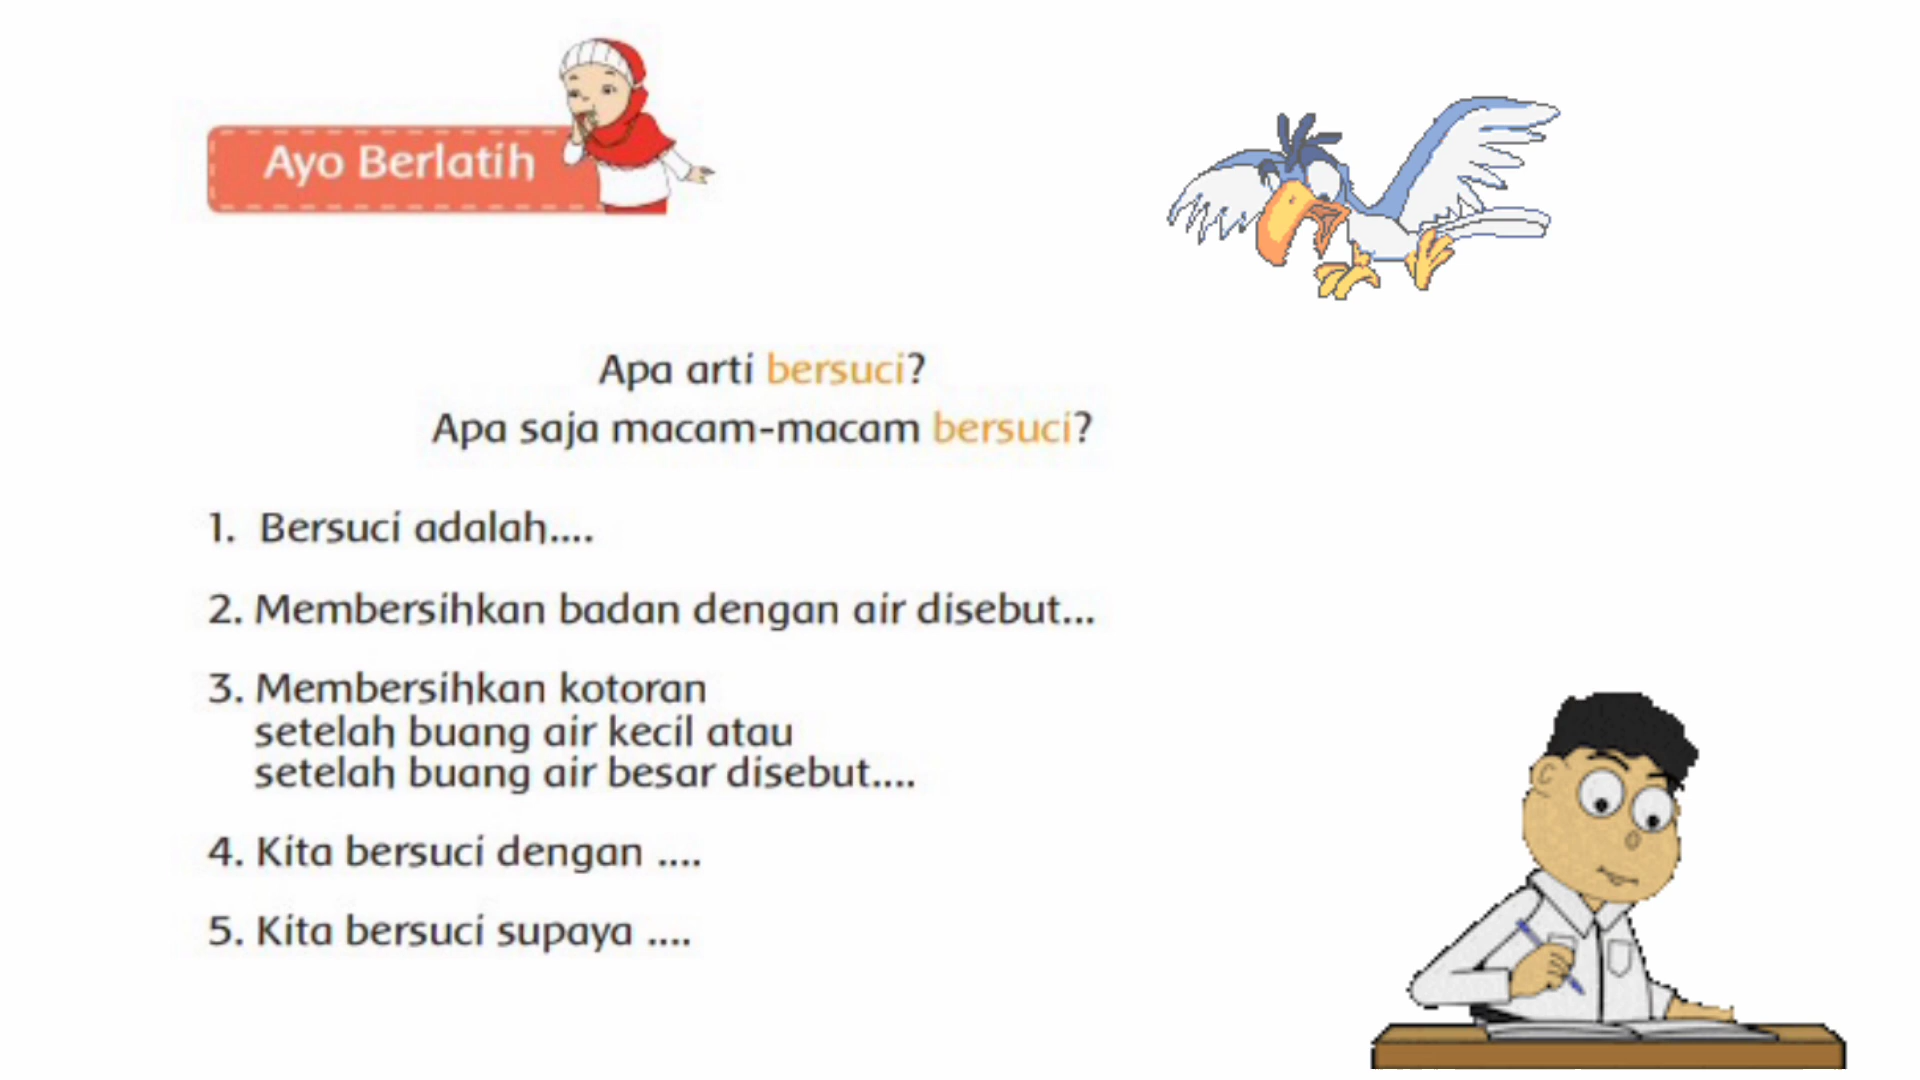 Ayo Berlatih
Apa arti bersuci?
Apa saja macam-macam bersuci?
1. Bersuci adalah....
2. Membersihkan badan dengan air disebut...
3. Membersihkan kotoran
setelah buang air kecil atau
setelah buang air besar disebut....
4. Kita bersuci dengan ....
5. Kita bersuci supaya ....